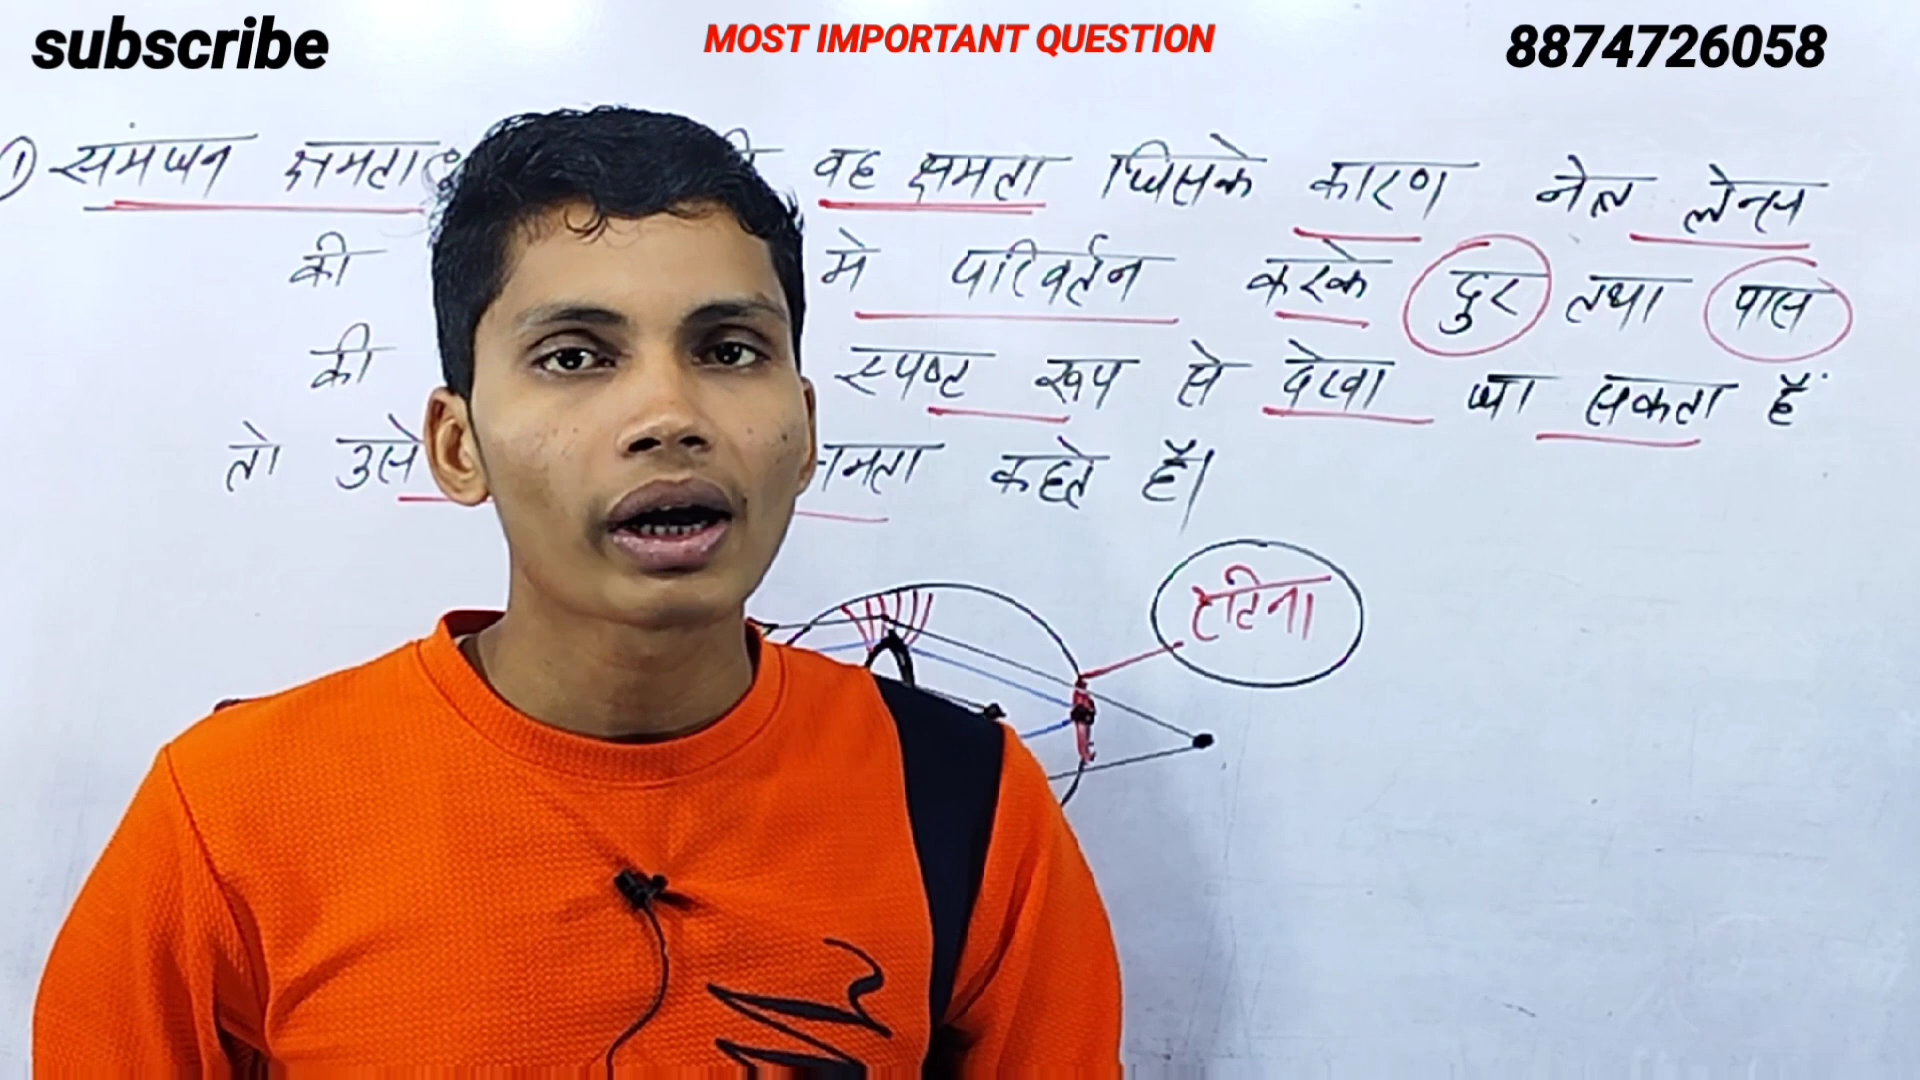 subscribe
MOST IMPORTANT QUESTION
8874726058
① समंजन क्षमताः वह क्षमता जिसके कारण नेत्र लेन्स
की मे परिवर्तन करके दुर तथा पास
की स्पष्ट रूप से देखा जा सकता हैं
तो उसे क्षमता कहते हैं।
रेटिना